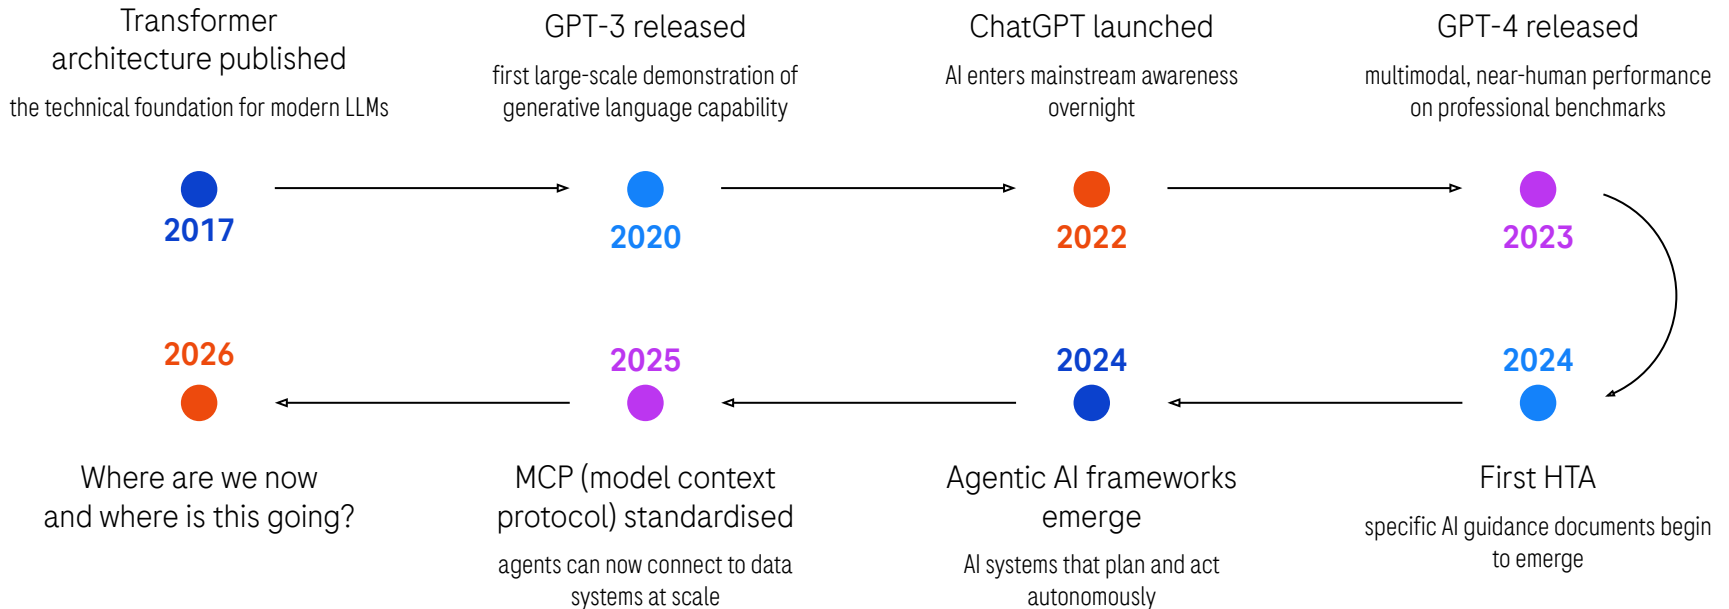 Transformer
architecture published
the technical foundation for modern LLMs
2017
GPT-3 released
first large-scale demonstration of
generative language capability
2020
ChatGPT launched
AI enters mainstream awareness
overnight
2022
GPT-4 released
multimodal, near-human performance
on professional benchmarks
2023
2024
First HTA
specific AI guidance documents begin
to emerge
2024
Agentic AI frameworks
emerge
AI systems that plan and act
autonomously
2025
MCP (model context
protocol) standardised
agents can now connect to data
systems at scale
2026
Where are we now
and where is this going?